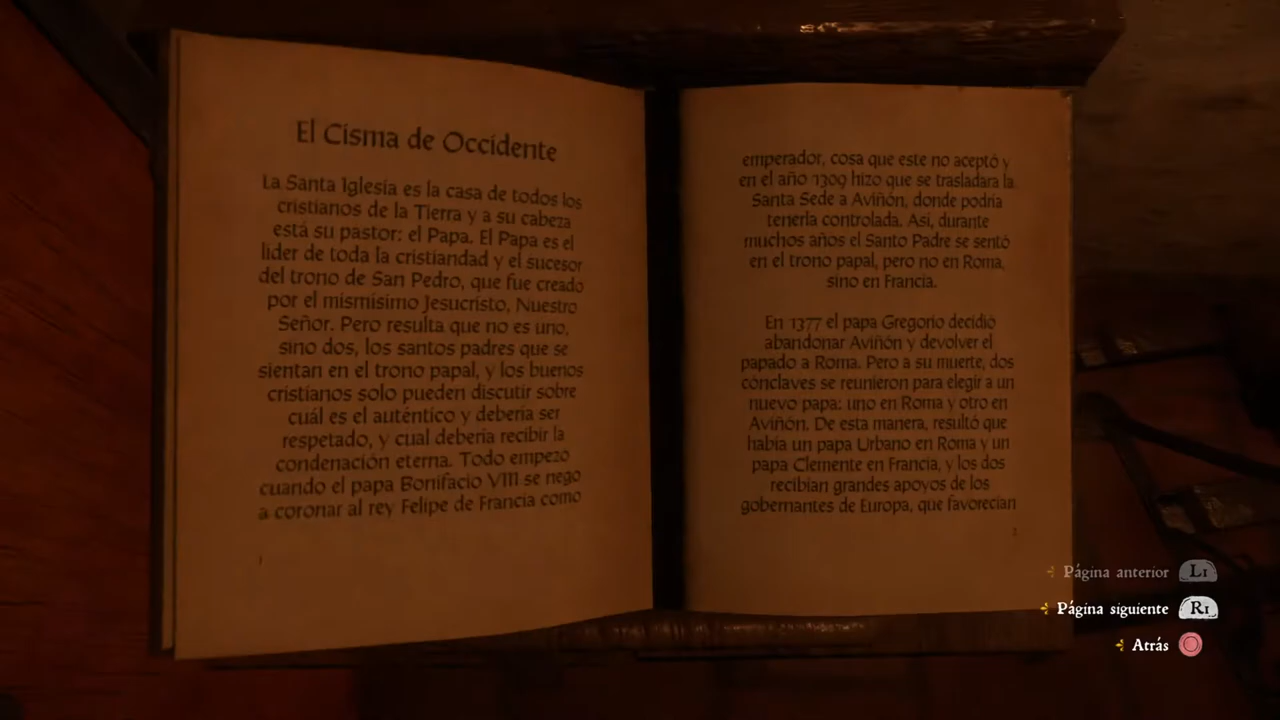 El Cisma de Occidente
La Santa Iglesia es la casa de todos los
cristianos de la Tierra y a su cabeza
está su pastor: el Papa. El Papa es el
líder de toda la cristiandad y el sucesor
del trono de San Pedro, que fue creado
por el mismísimo Jesucristo, Nuestro
Señor. Pero resulta que no es uno,
sino dos, los santos padres que se
sientan en el trono papal, y los buenos
cristianos solo pueden discutir sobre
cuál es el auténtico y debería ser
respetado, y cual debería recibir la
condenación eterna. Todo empezó
cuando el papa Bonifacio VIII se negó
a coronar al rey Felipe de Francia como
1
emperador, cosa que este no aceptó y
en el año 1309 hizo que se trasladara la
Santa Sede a Aviñón, donde podría
tenerla controlada. Así, durante
muchos años el Santo Padre se sentó
en el trono papal, pero no en Roma,
sino en Francia.
En 1377 el papa Gregorio decidió
abandonar Aviñón y devolver el
papado a Roma. Pero a su muerte, dos
cónclaves se reunieron para elegir a un
nuevo papa: uno en Roma y otro en
Aviñón. De esta manera, resultó que
había un papa Urbano en Roma y un
papa Clemente en Francia, y los dos
recibían grandes apoyos de los
gobernantes de Europa, que favorecían
2
Página anterior L1
Página siguiente R1
Atrás